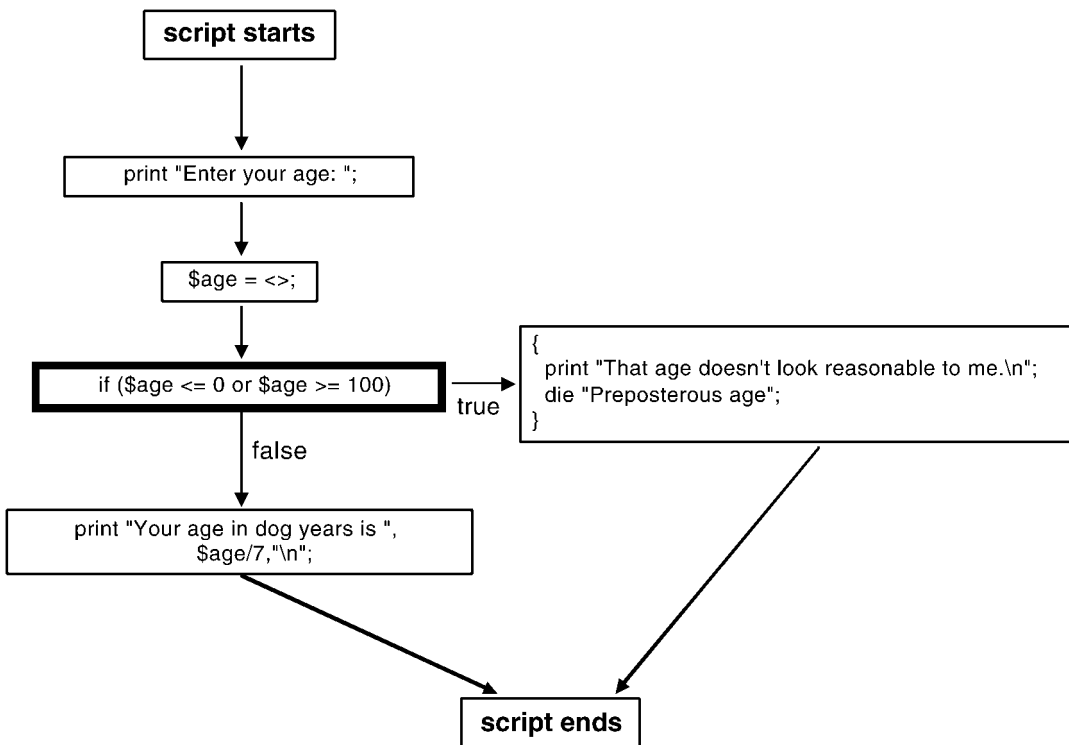 script starts
print "Enter your age: ";
$age = <>;
if ($age <= 0 or $age >= 100)
true
{
print "That age doesn't look reasonable to me.\n";
die "Preposterous age";
}
false
print "Your age in dog years is ",
$age/7,"\n";
script ends